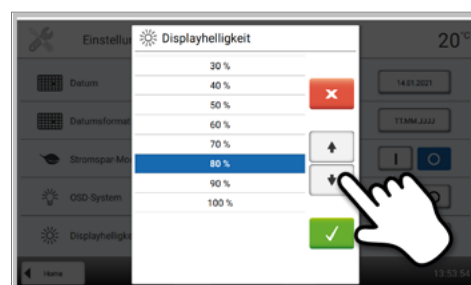 Einstellu
Displayhelligkeit
20°C
30 %
40 %
50 %
60 %
70 %
80 %
90 %
100 %
Datum
14.01.2021
Datumsformat
TT.MM.JJJJ
Stromspar-Mo
OSD-System
Displayhelligke
Home
13:53:54